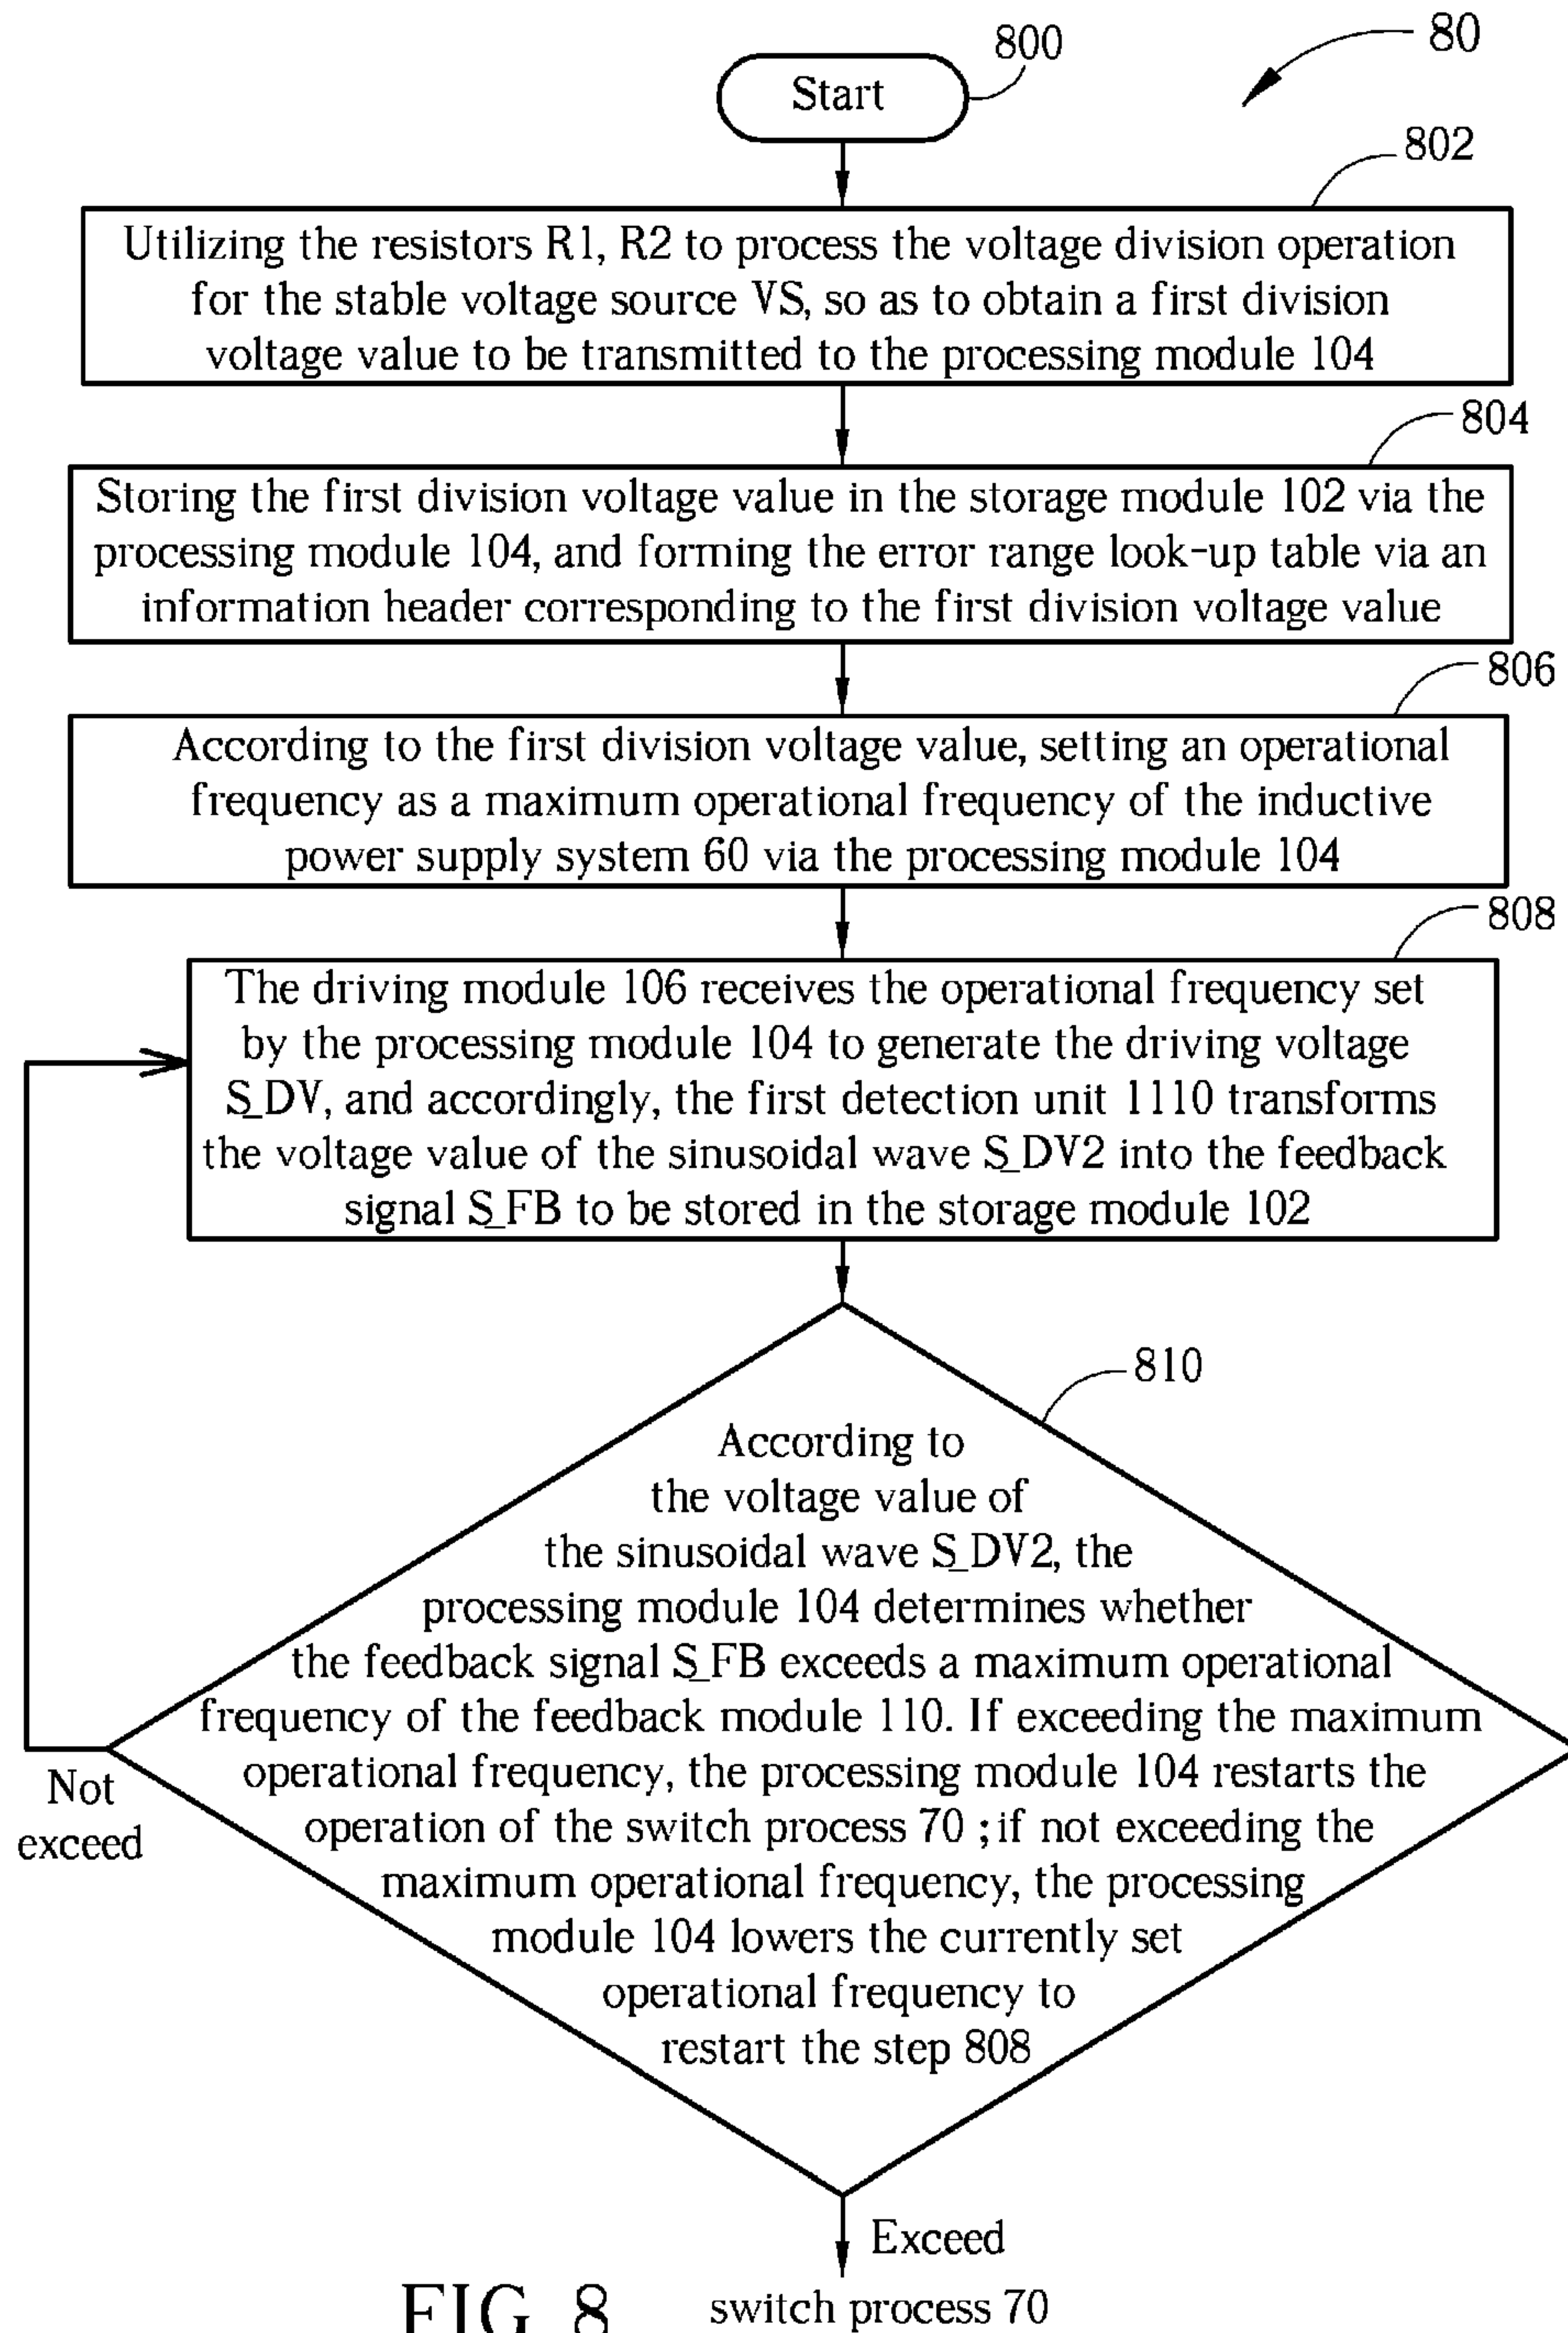 80
Start
800
802
Utilizing the resistors R1, R2 to process the voltage division operation
for the stable voltage source VS, so as to obtain a first division
voltage value to be transmitted to the processing module 104
804
Storing the first division voltage value in the storage module 102 via the
processing module 104, and forming the error range look-up table via an
information header corresponding to the first division voltage value
806
According to the first division voltage value, setting an operational
frequency as a maximum operational frequency of the inductive
power supply system 60 via the processing module 104
808
The driving module 106 receives the operational frequency set
by the processing module 104 to generate the driving voltage
S_DV, and accordingly, the first detection unit 1110 transforms
the voltage value of the sinusoidal wave S_DV2 into the feedback
signal S_FB to be stored in the storage module 102
810
According to
the voltage value of
the sinusoidal wave S_DV2, the
processing module 104 determines whether
the feedback signal S_FB exceeds a maximum operational
frequency of the feedback module 110. If exceeding the maximum
operational frequency, the processing module 104 restarts the
operation of the switch process 70 ; if not exceeding the
maximum operational frequency, the processing
module 104 lowers the currently set
operational frequency to
restart the step 808
Not
exceed
Exceed
switch process 70
FIG. 8